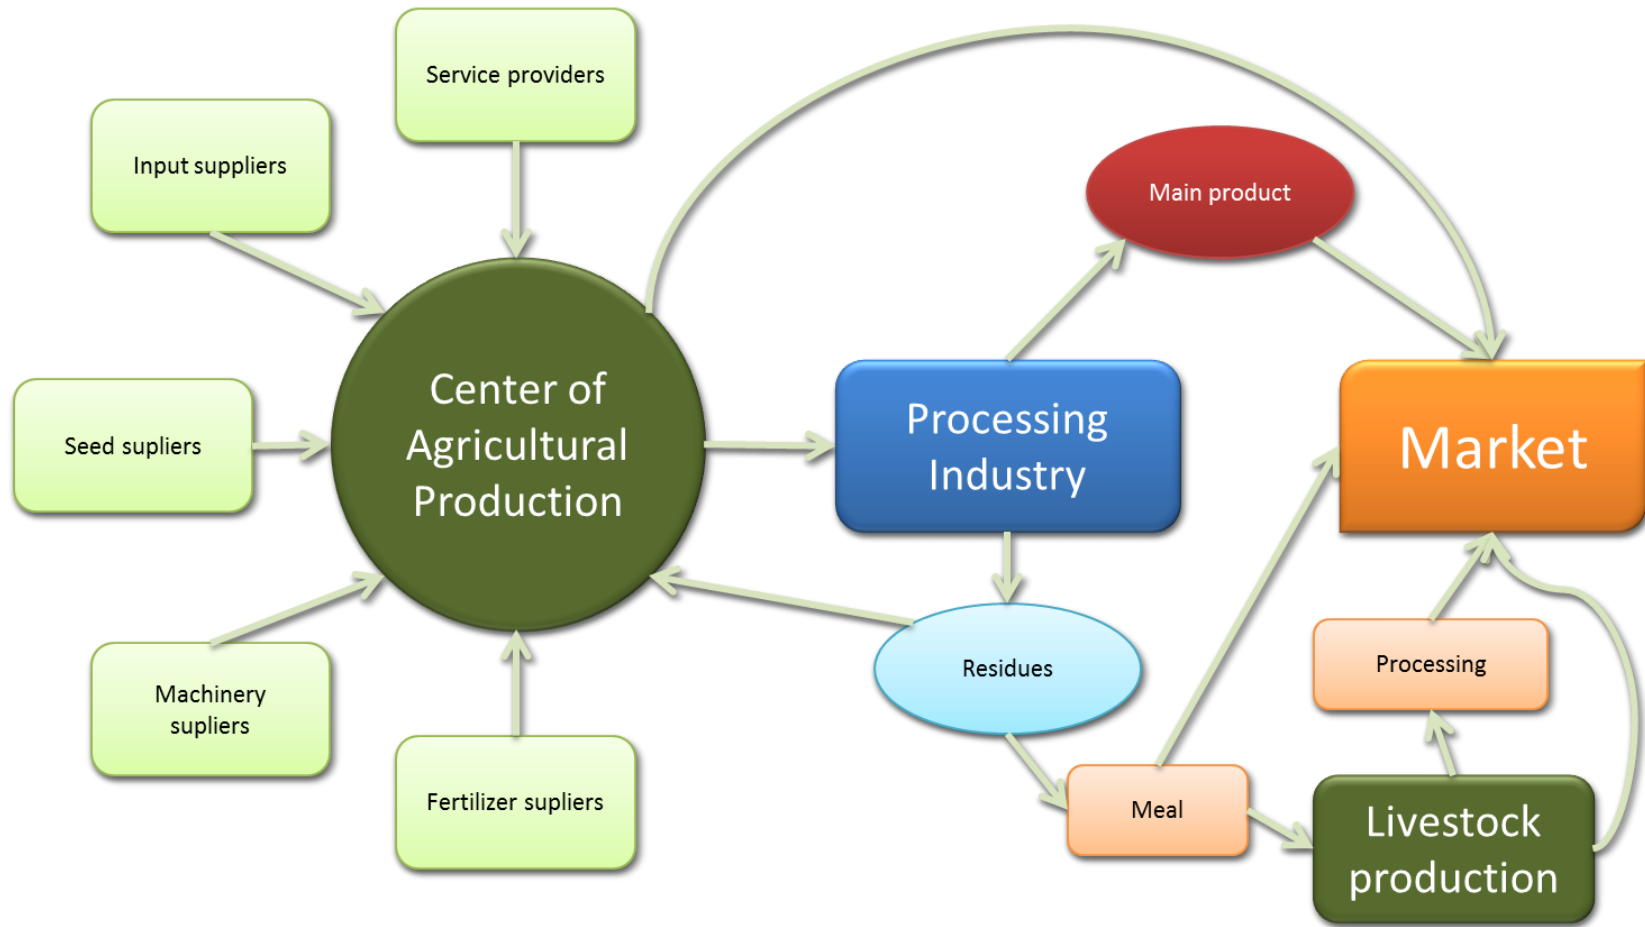 Service providers
Input suppliers
Main product
Center of
Agricultural
Production
Processing
Industry
Market
Seed supliers
Residues
Processing
Machinery
supliers
Fertilizer supliers
Meal
Livestock
production